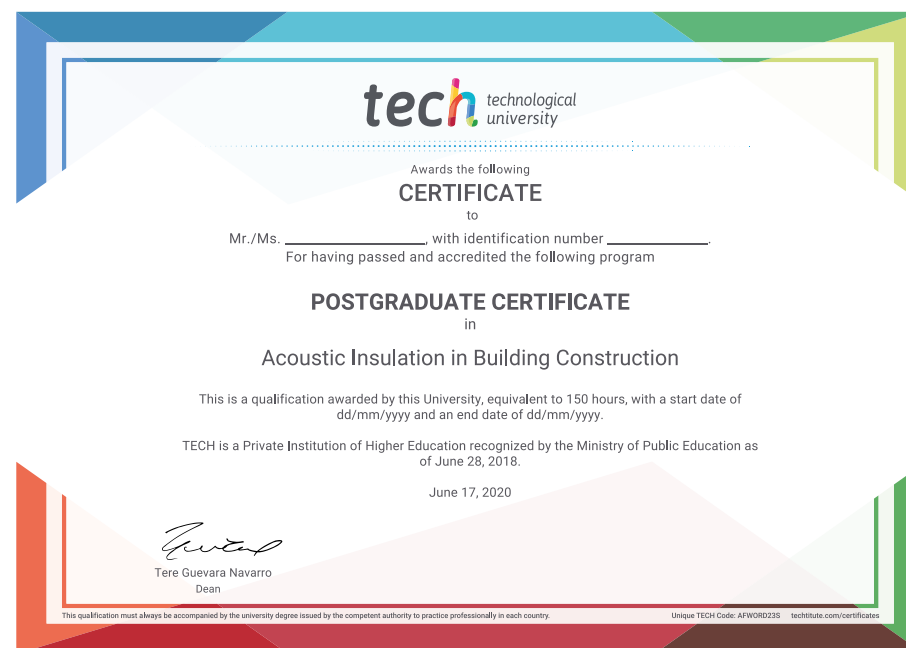 tech technological
university
Awards the following
CERTIFICATE
to
Mr./Ms. ________________, with identification number ____________.
For having passed and accredited the following program
POSTGRADUATE CERTIFICATE
in
Acoustic Insulation in Building Construction
This is a qualification awarded by this University, equivalent to 150 hours, with a start date of
dd/mm/yyyy and an end date of dd/mm/yyyy.
TECH is a Private Institution of Higher Education recognized by the Ministry of Public Education as
of June 28, 2018.
June 17, 2020
Tere Guevara Navarro
Dean
This qualification must always be accompanied by the university degree issued by the competent authority to practice professionally in each country. Unique TECH Code: AFWORD23S techtitute.com/certificates